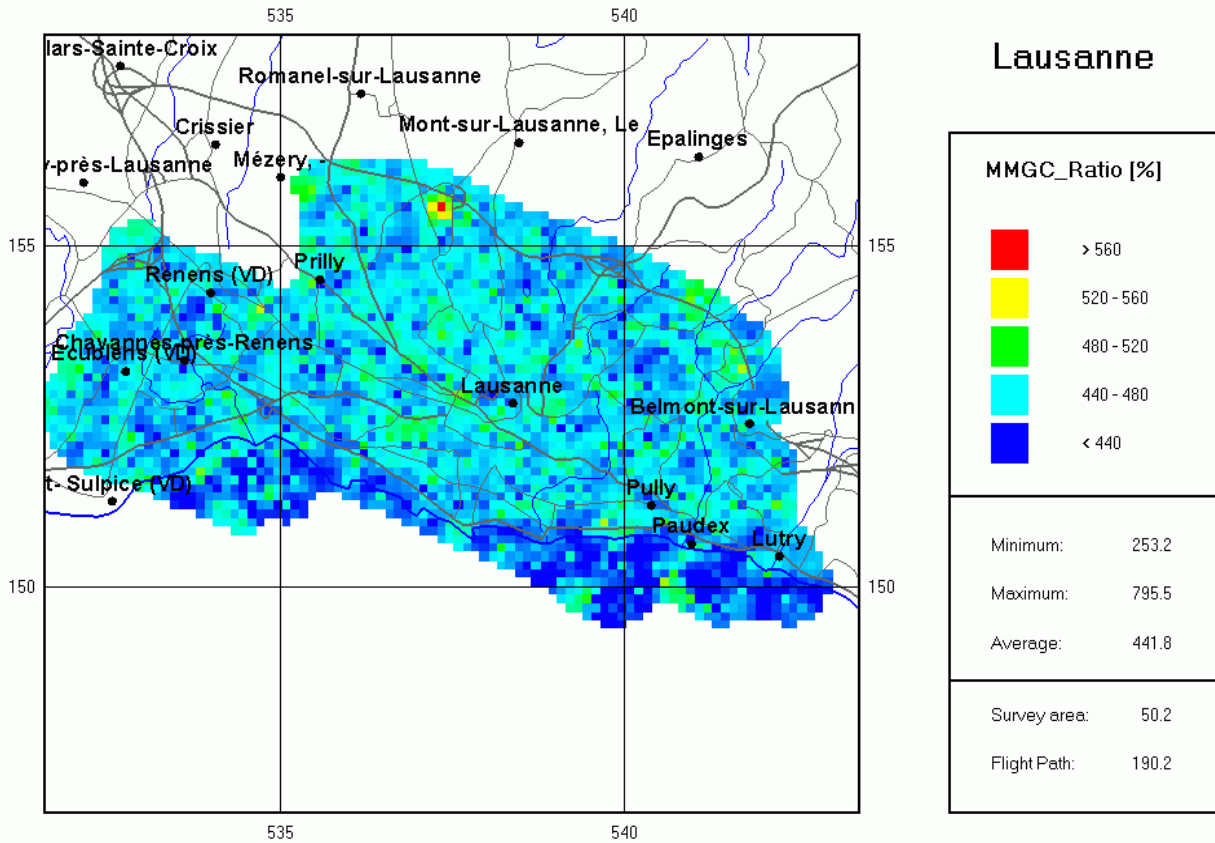 535 540
Lausanne
lars-Sainte-Croix
Romanel-sur-Lausanne
Crissier
Mont-sur-Lausanne, Le
Epalinges
y-près-Lausanne
Mézery, -
155 155
Renens (VD)
Prilly
Chavannes-près-Renens
Ecublens (VD)
Lausanne
Belmont-sur-Lausann
t- Sulpice (VD)
Pully
Paudex
Lutry
150 150
535 540
MMGC_Ratio [%]
> 560
520 - 560
480 - 520
440 - 480
< 440
Minimum: 253.2
Maximum: 795.5
Average: 441.8
Survey area: 50.2
Flight Path: 190.2